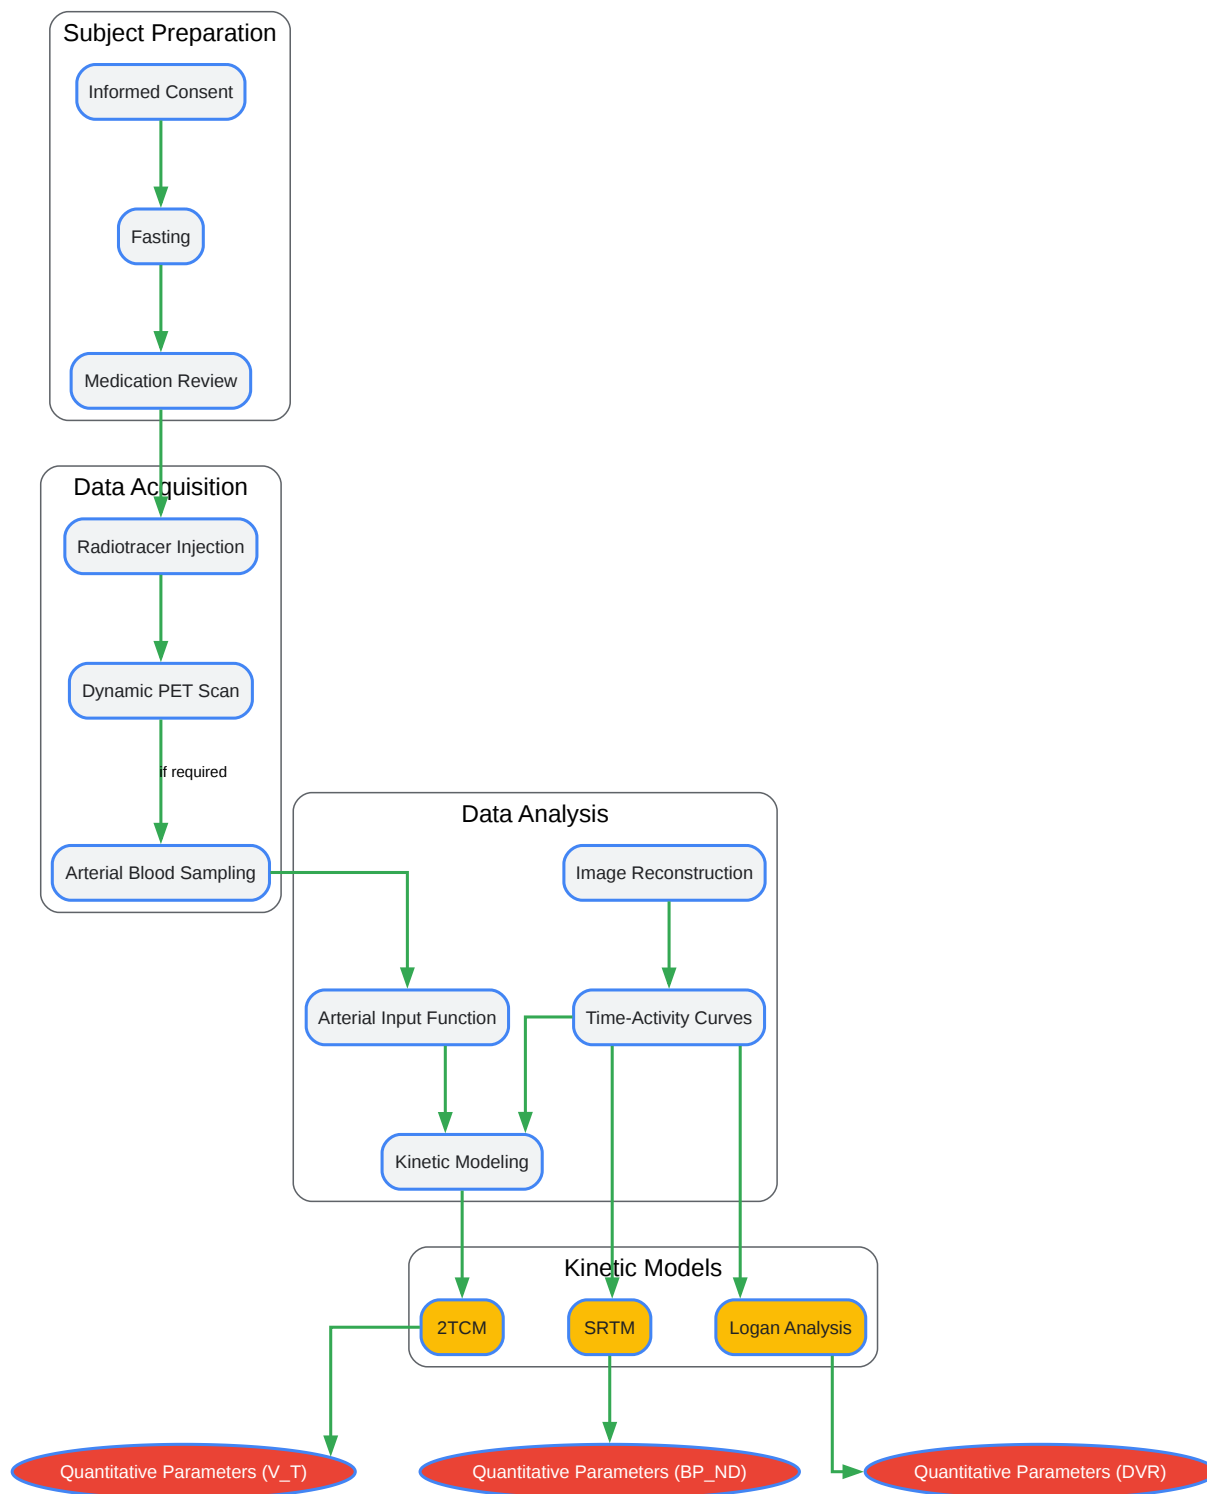 Subject Preparation
Informed Consent
Fasting
Medication Review
Data Acquisition
Radiotracer Injection
Dynamic PET Scan
if required
Arterial Blood Sampling
Data Analysis
Image Reconstruction
Arterial Input Function
Time-Activity Curves
Kinetic Modeling
Kinetic Models
2TCM
SRTM
Logan Analysis
Quantitative Parameters (V_T)
Quantitative Parameters (BP_ND)
Quantitative Parameters (DVR)